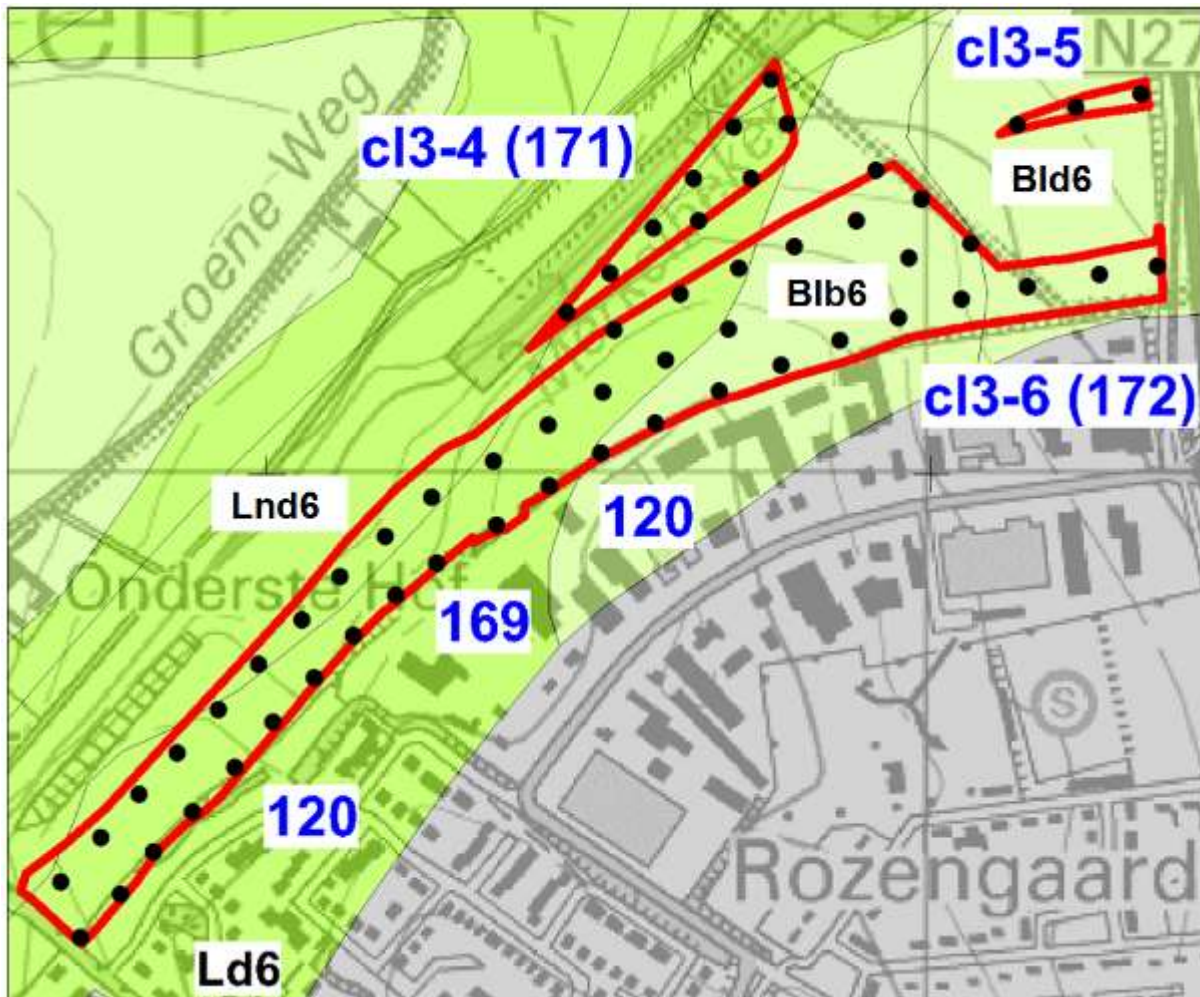 en
cl3-5
N27
Groene Weg
cl3-4 (171)
Bld6
Blb6
cl3-6 (172)
Lnd6
120
Onderste Hof
169
S
120
Rozengaard
Ld6